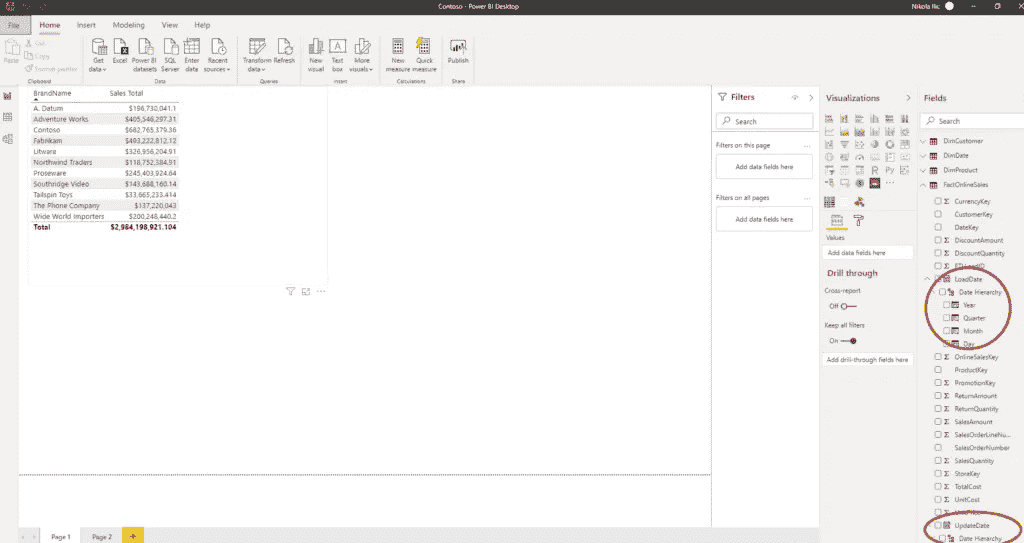 Contoso - Power BI Desktop
Nikola Ilic
File Home Insert Modeling View Help
Paste
Cut
Copy
Format painter
Get data
Excel
Power BI datasets
SQL Server
Enter data
Recent sources
Transform data
Refresh
New visual
Text box
More visuals
New measure
Quick measure
Publish
Clipboard Data Queries Insert Calculations Share
BrandName Sales Total
A. Datum $196,730,041.1
Adventure Works $405,546,297.31
Contoso $682,765,379.36
Fabrikam $493,222,812.12
Litware $326,956,204.91
Northwind Traders $118,752,384.91
Proseware $245,403,924.64
Southridge Video $143,688,160.14
Tailspin Toys $33,665,233.414
The Phone Company $137,220,043
Wide World Importers $200,248,440.2
Total $2,984,198,921.104
Filters
Search
Filters on this page
Add data fields here
Filters on all pages
Add data fields here
Visualizations
Values
Add data fields here
Drill through
Cross-report
Off
Keep all filters
On
Add drill-through fields here
Fields
Search
DimCustomer
DimDate
DimProduct
FactOnlineSales
CurrencyKey
CustomerKey
DateKey
DiscountAmount
DiscountQuantity
LoadDate
Date Hierarchy
Year
Quarter
Month
Day
OnlineSalesKey
ProductKey
PromotionKey
ReturnAmount
ReturnQuantity
SalesAmount
SalesOrderLineNu...
SalesOrderNumber
SalesQuantity
StoreKey
TotalCost
UnitCost
UpdateDate
Date Hierarchy
Page 1 Page 2 +